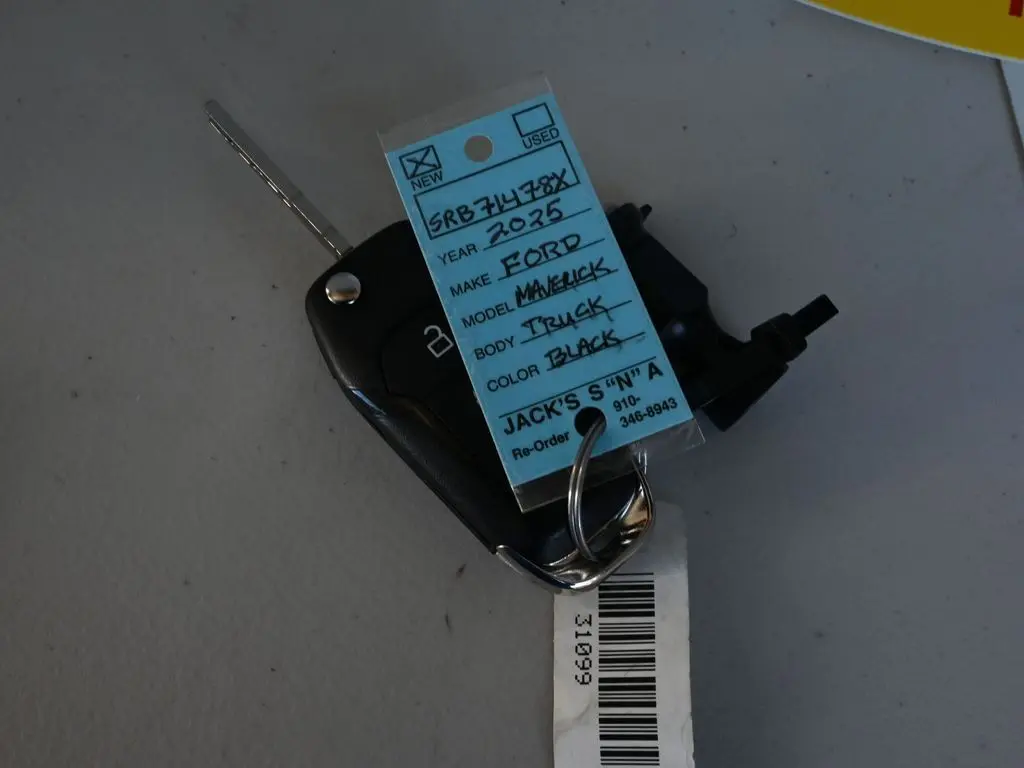 NEW
USED
SRB71478X
YEAR 2025
MAKE FORD
MODEL MAVERICK
BODY TRUCK
COLOR BLACK
JACK'S S "N" A
Re-Order 910-
346-8943
31099